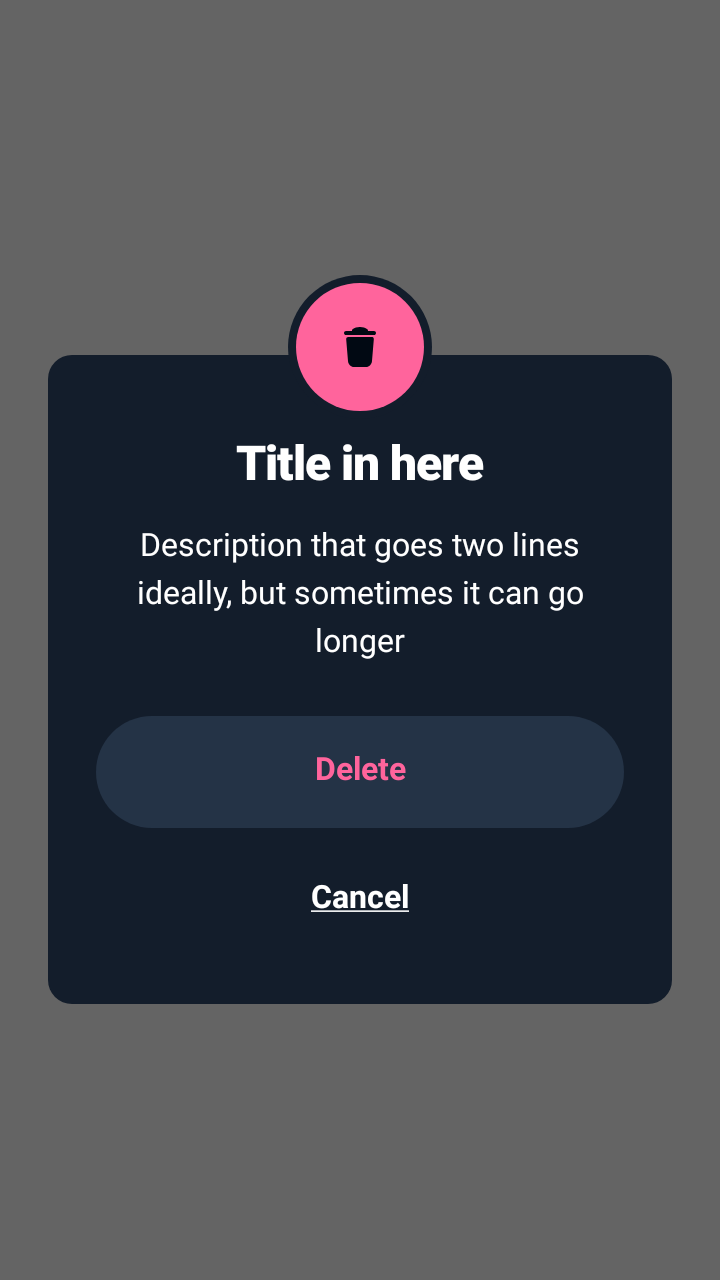 Title in here
Description that goes two lines
ideally, but sometimes it can go
longer
Delete
Cancel